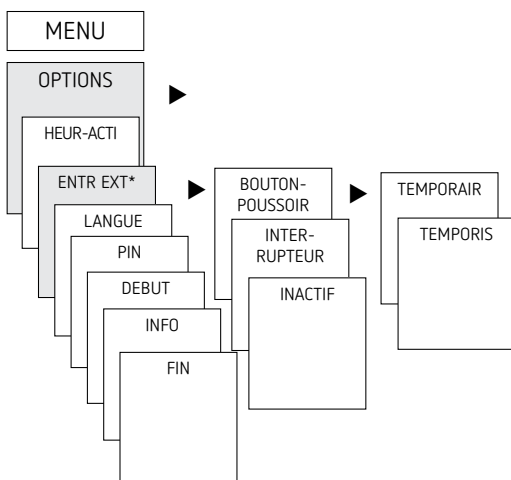 MENU
OPTIONS
HEUR-ACTI
ENTR EXT*
LANGUE
PIN
DEBUT
INFO
FIN
BOUTON-
POUSSOIR
INTER-
RUPTEUR
INACTIF
TEMPORAIR
TEMPORIS